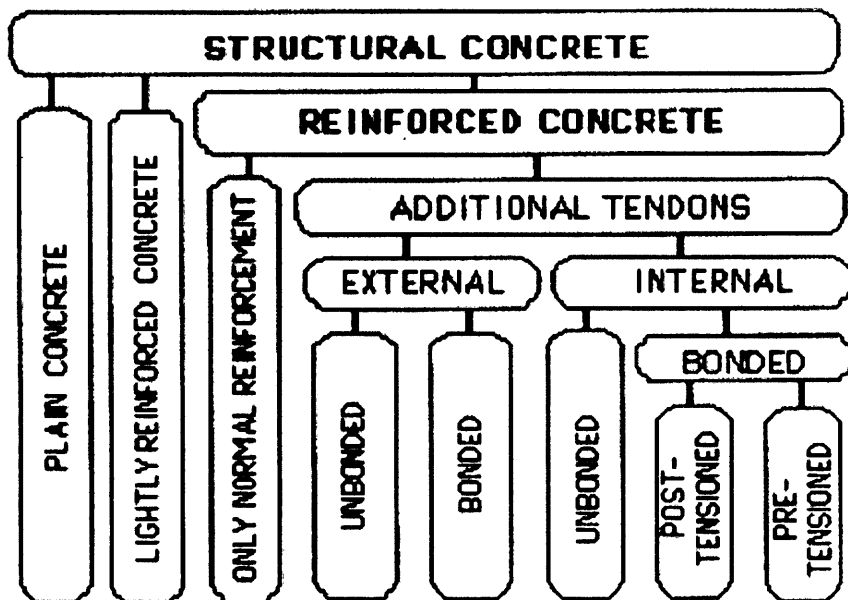 STRUCTURAL CONCRETE
REINFORCED CONCRETE
PLAIN CONCRETE
LIGHTLY REINFORCED CONCRETE
ONLY NORMAL REINFORCEMENT
ADDITIONAL TENDONS
EXTERNAL
INTERNAL
UNBONDED
BONDED
UNBONDED
BONDED
POST-
TENSIONED
PRE-
TENSIONED